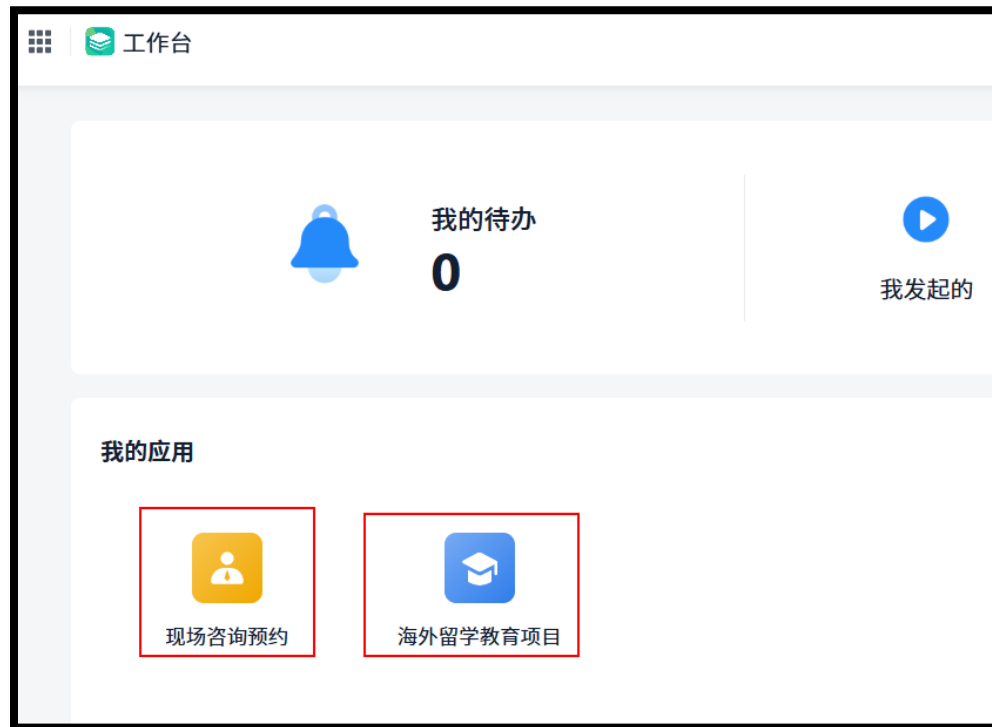 工作台
我的待办
0
我发起的
我的应用
现场咨询预约
海外留学教育项目